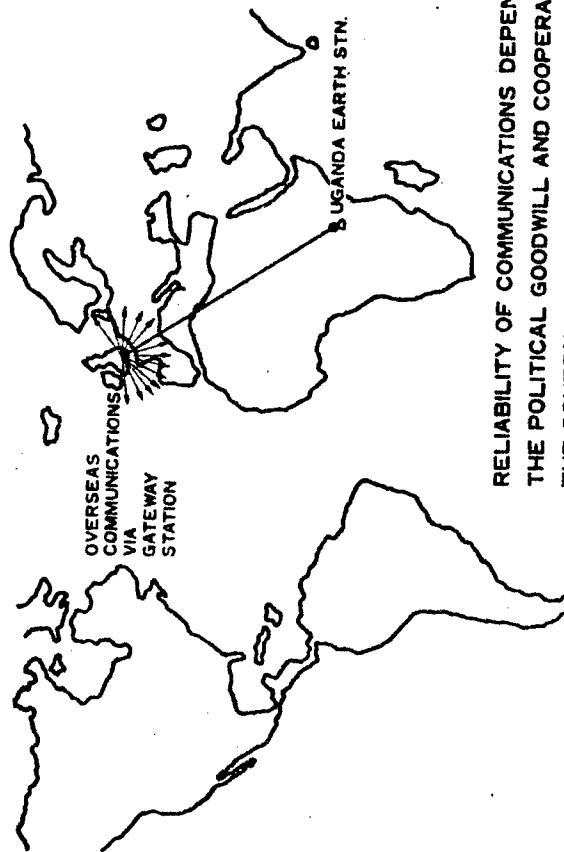 OVERSEAS
COMMUNICATIONS
VIA
GATEWAY
STATION
UGANDA EARTH STN.
RELIABILITY OF COMMUNICATIONS DEPEN
THE POLITICAL GOODWILL AND COOPERA